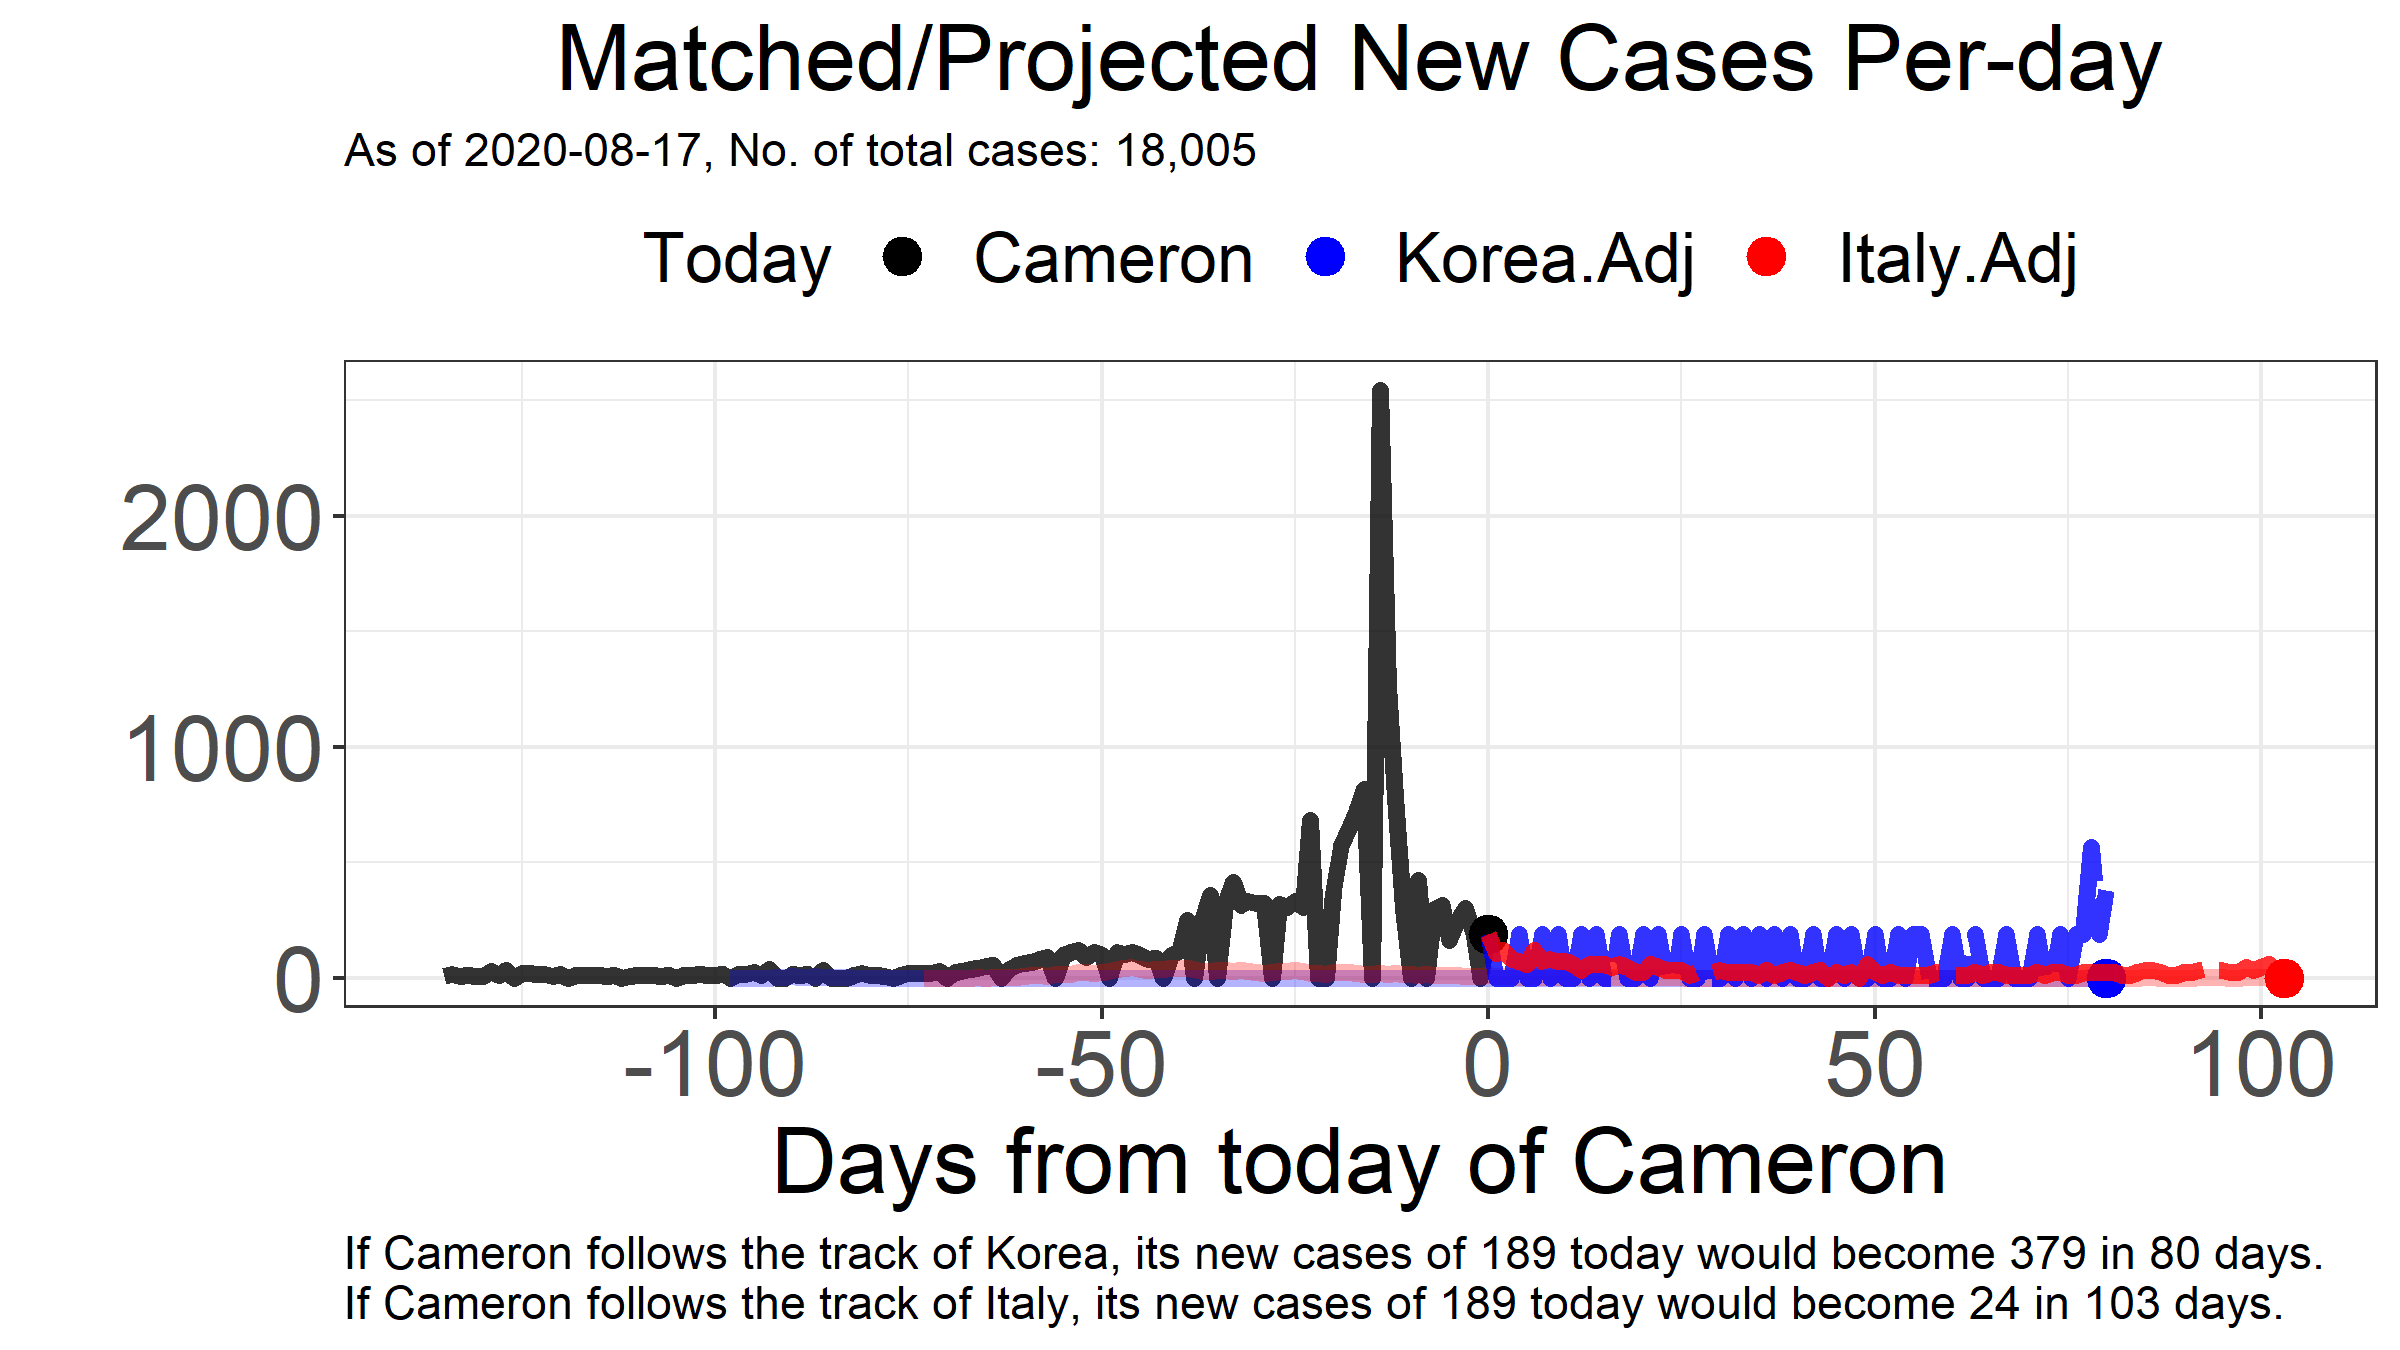 Matched/Projected New Cases Per-day
As of 2020-08-17, No. of total cases: 18,005
Today Cameron Korea.Adj Italy.Adj
2000
1000
0
-100 -50 0 50 100
Days from today of Cameron
If Cameron follows the track of Korea, its new cases of 189 today would become 379 in 80 days.
If Cameron follows the track of Italy, its new cases of 189 today would become 24 in 103 days.